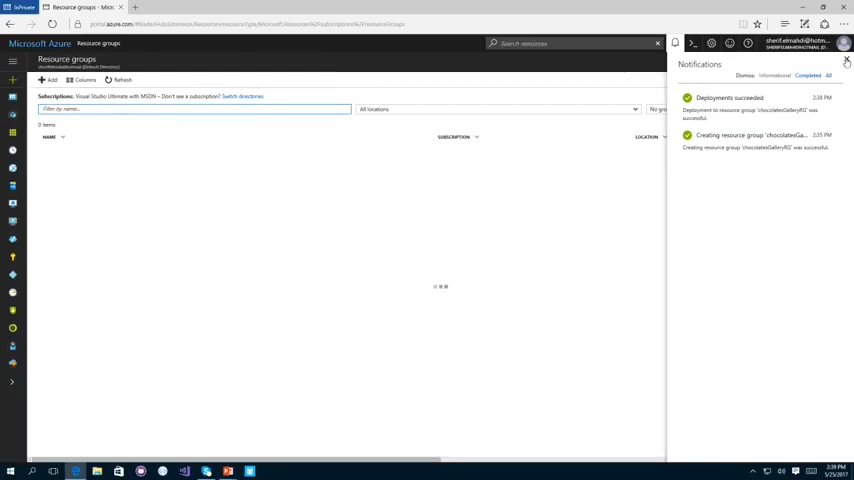 InPrivate
Resource groups - Micros
portal.azure.com/#blade/HubsExtension/Resources/resourceType/Microsoft.Resources%2Fsubscriptions%2FresourceGroups
Microsoft Azure Resource groups
Search resources
sherif.elmahdi@hotm...
Resource groups
Add Columns Refresh
Subscriptions: Visual Studio Ultimate with MSDN – Don't see a subscription? Switch directories
Filter by name...
All locations
No gro
0 items
NAME
SUBSCRIPTION
LOCATION
Notifications
Dismiss: Informational Completed All
Deployments succeeded 2:38 PM
Deployment to resource group 'chocolatesGalleryRG' was
successful.
Creating resource group 'chocolatesGa... 2:35 PM
Creating resource group 'chocolatesGalleryRG' was successful.
2:39 PM
5/25/2017